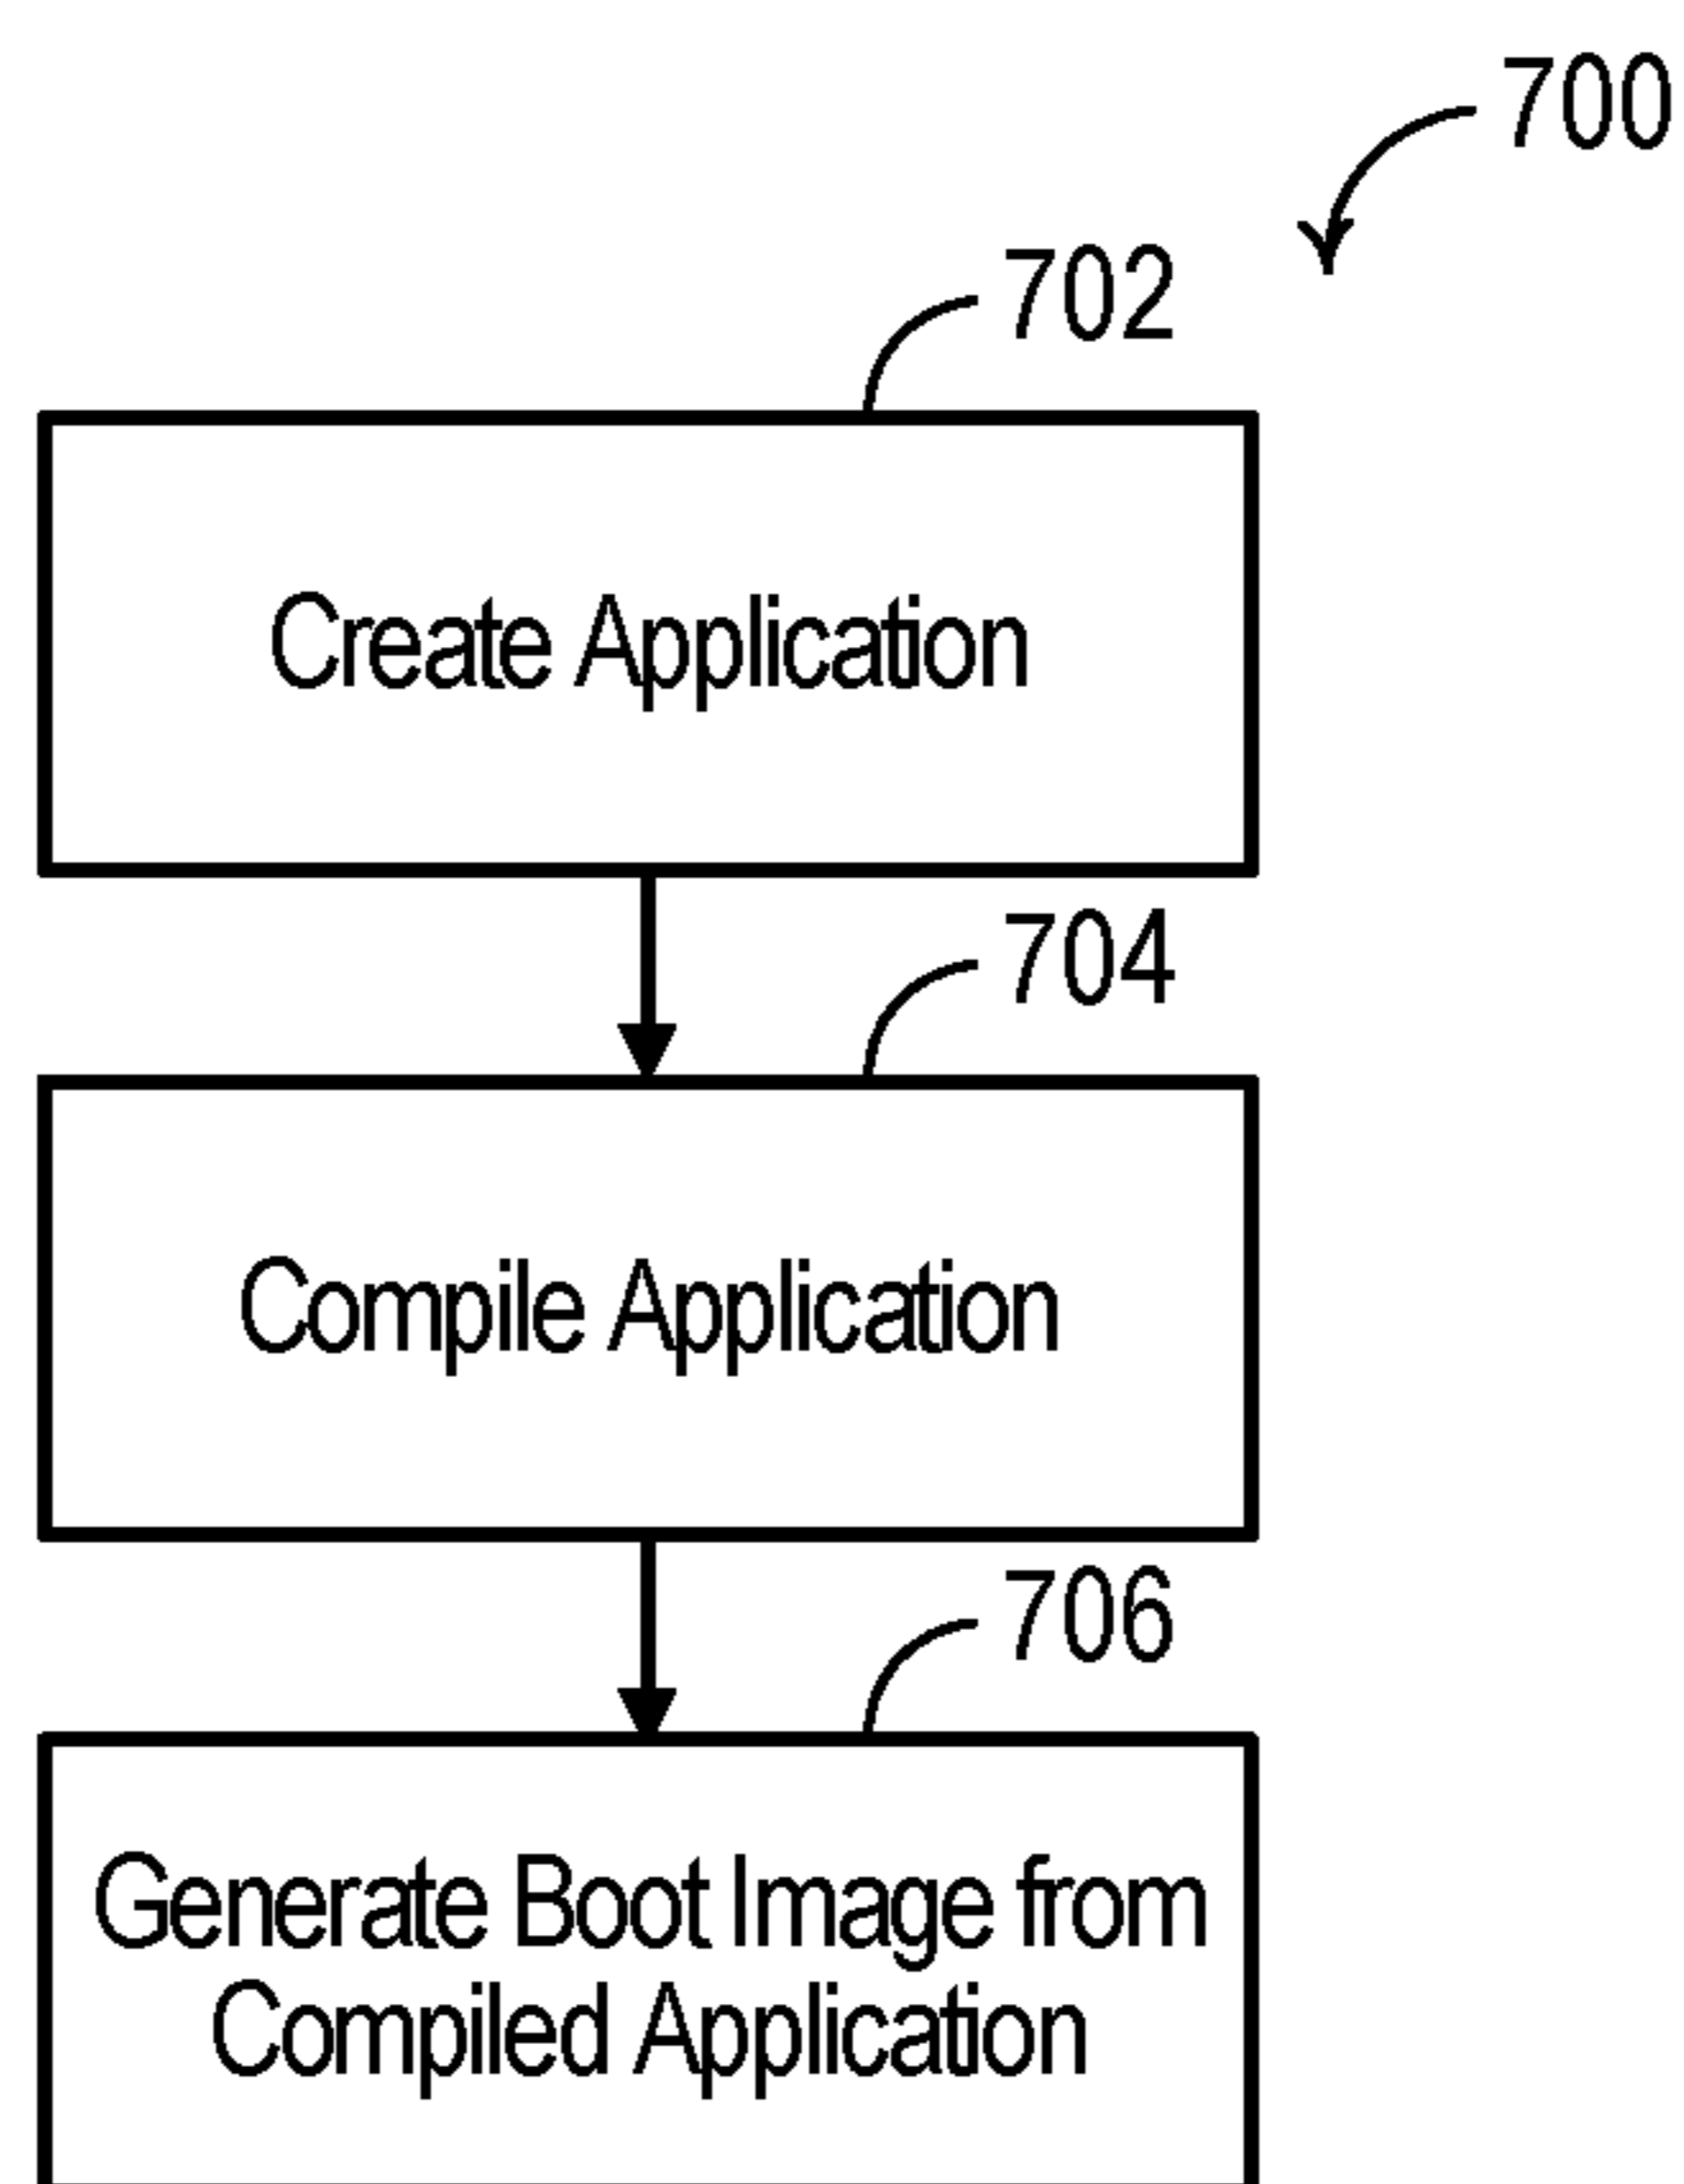 700
702
Create Application
704
Compile Application
706
Generate Boot Image from
Compiled Application